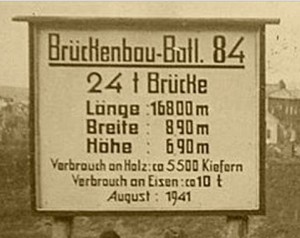 Brückenbau-Batl. 84
24 t Brücke
Länge : 168.00 m
Breite : 8.90 m
Höhe : 6.90 m
Verbrauch an Holz : ca 5500 Kiefern
Verbrauch an Eisen : ca 10 t
August : 1941